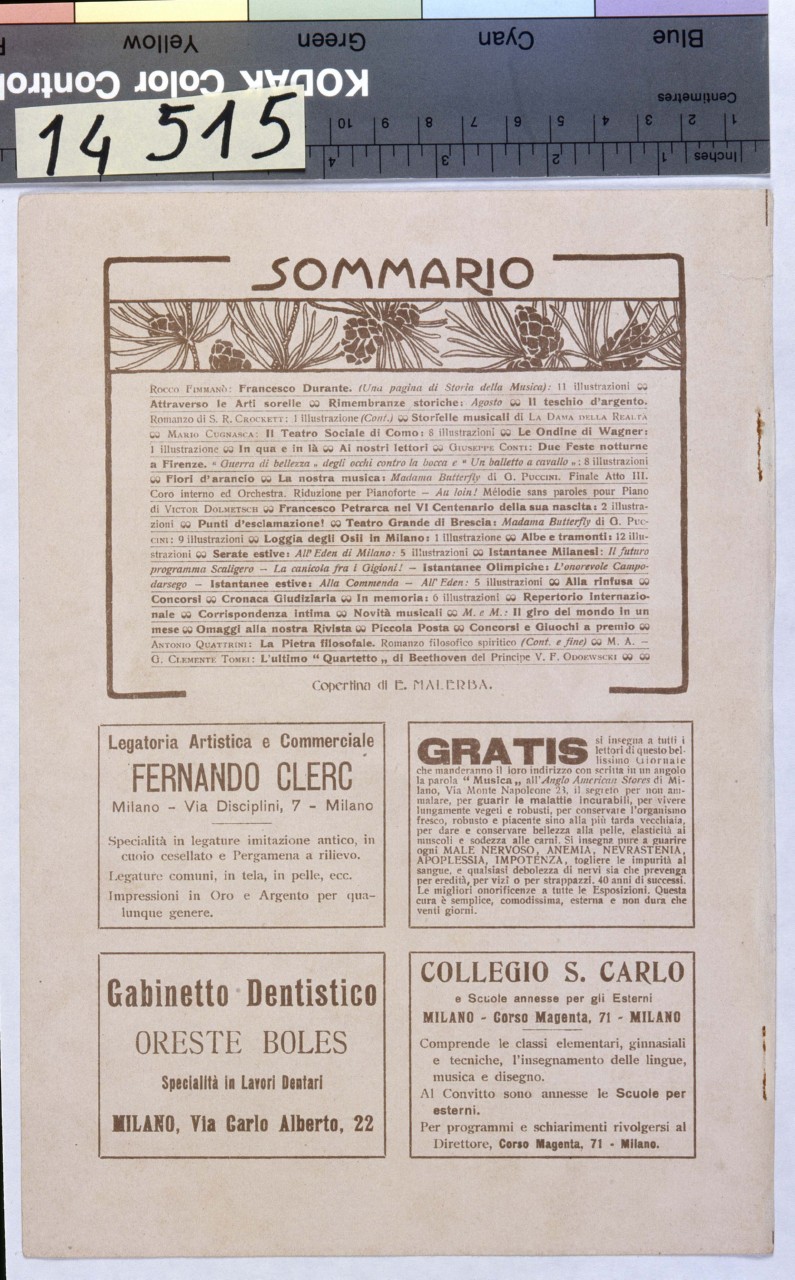 Blue
Cyan
Green
Yellow
KODAK Color Control
Centimetres
1 2 3 4 5 6 7 8 9 10
Inches 1 2 3 4
14 515
SOMMARIO
ROCCO FIMMANÒ: Francesco Durante. (Una pagina di Storia della Musica): 11 illustrazioni
Attraverso le Arti sorelle Rimembranze storiche: Agosto Il teschio d'argento.
Romanzo di S. R. CROCKETT: 1 illustrazione (Cont.) Storielle musicali di LA DAMA DELLA REALTÀ
MARIO CUGNASCA: Il Teatro Sociale di Como: 8 illustrazioni Le Ondine di Wagner:
1 illustrazione In qua e in là Ai nostri lettori GIUSEPPE CONTI: Due Feste notturne
a Firenze. " Guerra di bellezza „ degli occhi contro la bocca e " Un balletto a cavallo „: 8 illustrazioni
Fiori d'arancio La nostra musica: Madama Butterfly di G. PUCCINI. Finale Atto III.
Coro interno ed Orchestra. Riduzione per Pianoforte — Au loin! Mélodie sans paroles pour Piano
di VICTOR DOLMETSCH Francesco Petrarca nel VI Centenario della sua nascita: 2 illustra-
zioni Punti d'esclamazione! Teatro Grande di Brescia: Madama Butterfly di G. PUC-
CINI: 9 illustrazioni Loggia degli Osii in Milano: 1 illustrazione Albe e tramonti: 12 illu-
strazioni Serate estive: All'Eden di Milano: 5 illustrazioni Istantanee Milanesi: Il futuro
programma Scaligero — La canicola fra i Gigioni! — Istantanee Olimpiche: L'onorevole Campo-
darsego — Istantanee estive: Alla Commenda — All'Eden: 5 illustrazioni Alla rinfusa
Concorsi Cronaca Giudiziaria In memoria: 6 illustrazioni Repertorio Internazio-
nale Corrispondenza intima Novità musicali M. e M.: Il giro del mondo in un
mese Omaggi alla nostra Rivista Piccola Posta Concorsi e Giuochi a premio
ANTONIO QUATTRINI: La Pietra filosofale. Romanzo filosofico spiritico (Cont. e fine) M. A. —
G. CLEMENTE TOMEI: L'ultimo " Quartetto „ di Beethoven del Principe V. F. ODOEWSCKI
Copertina di E. MALERBA.
Legatoria Artistica e Commerciale
FERNANDO CLERC
Milano - Via Disciplini, 7 - Milano
Specialità in legature imitazione antico, in
cuoio cesellato e Pergamena a rilievo.
Legature comuni, in tela, in pelle, ecc.
Impressioni in Oro e Argento per qua-
lunque genere.
GRATIS si insegna a tutti i
lettori di questo bel-
lissimo Giornale
che manderanno il loro indirizzo con scritta in un angolo
la parola " Musica „ all'Anglo American Stores di Mi-
lano, Via Monte Napoleone 23, il segreto per non am-
malare, per guarir le malattie incurabili, per vivere
lungamente vegeti e robusti, per conservare l'organismo
fresco, robusto e piacente sino alla più tarda vecchiaia,
per dare e conservare bellezza alla pelle, elasticità ai
muscoli e sodezza alle carni. Si insegna pure a guarire
ogni MALE NERVOSO, ANEMIA, NEVRASTENIA,
APOPLESSIA, IMPOTENZA, togliere le impurità al
sangue, e qualsiasi debolezza di nervi sia che prevenga
per eredità, per vizi o per strappazzi. 40 anni di successi.
Le migliori onorificenze a tutte le Esposizioni. Questa
cura è semplice, comodissima, esterna e non dura che
venti giorni.
Gabinetto Dentistico
ORESTE BOLES
Specialità in Lavori Dentari
MILANO, Via Carlo Alberto, 22
COLLEGIO S. CARLO
e Scuole annesse per gli Esterni
MILANO - Corso Magenta, 71 - MILANO
Comprende le classi elementari, ginnasiali
e tecniche, l'insegnamento delle lingue,
musica e disegno.
Al Convitto sono annesse le Scuole per
esterni.
Per programmi e schiarimenti rivolgersi al
Direttore, Corso Magenta, 71 - Milano.